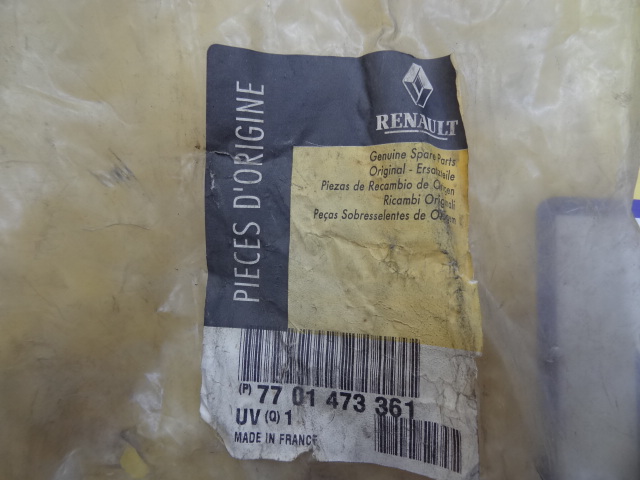 PIECES D'ORIGINE
RENAULT
Genuine Spare Parts
Original - Ersatzteile
Piezas de Recambio de Origen
Ricambi Originali
Peças Sobresselentes de Origem
(P) 77 01 473 361
UV (Q) 1
MADE IN FRANCE